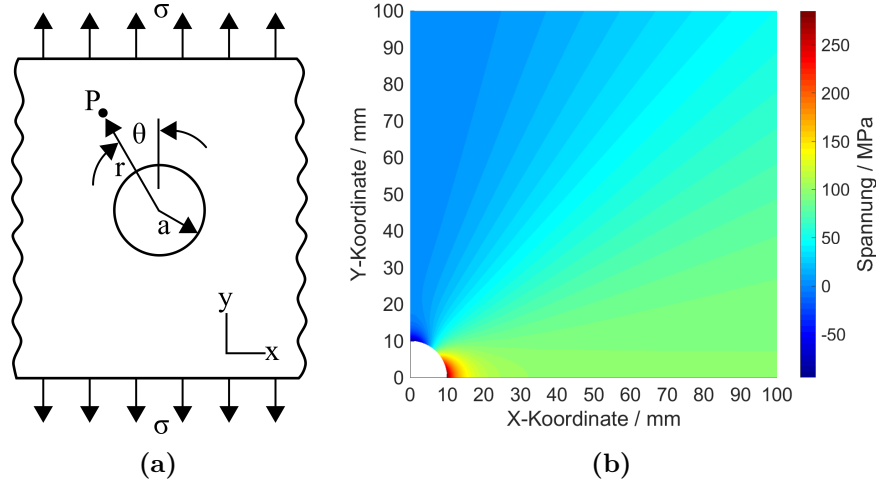 σ
P
θ
r
a
y
x
σ
(a)
100
90
80
70
60
50
40
30
20
10
0
Y-Koordinate / mm
0 10 20 30 40 50 60 70 80 90 100
X-Koordinate / mm
250
200
150
100
50
0
-50
Spannung / MPa
(b)